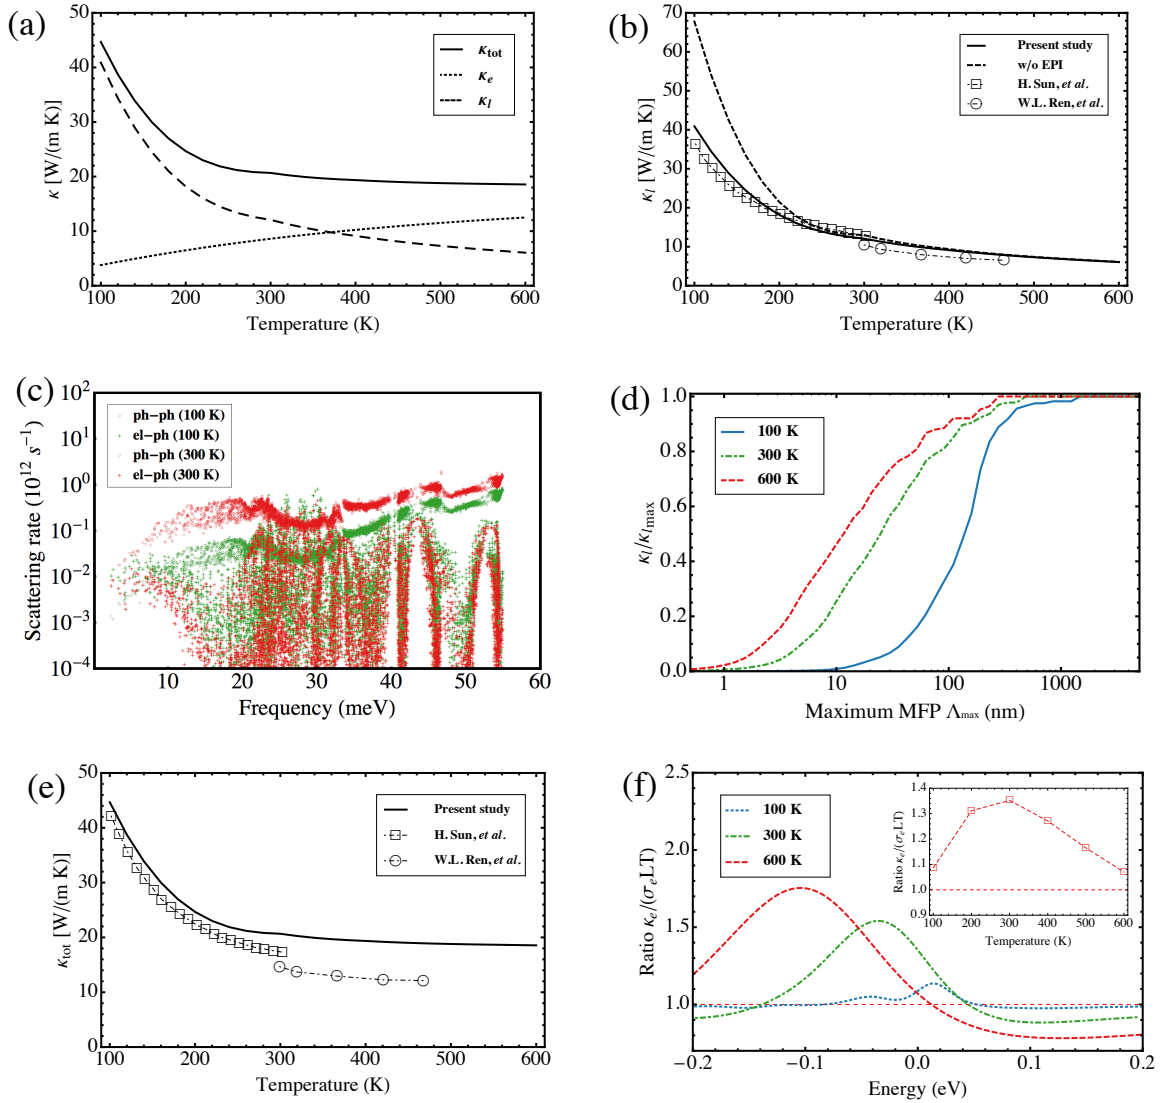 (a)
50
40
30
20
10
0
κ [W/(m K)]
κtot
κe
κl
100 200 300 400 500 600
Temperature (K)
(b)
70
60
50
40
30
20
10
0
κl [W/(m K)]
Present study
w/o EPI
H. Sun, et al.
W.L. Ren, et al.
100 200 300 400 500 600
Temperature (K)
(c)
10^2
10^1
10^0
10^-1
10^-2
10^-3
10^-4
Scattering rate (10^12 s^-1)
ph-ph (100 K)
el-ph (100 K)
ph-ph (300 K)
el-ph (300 K)
10 20 30 40 50 60
Frequency (meV)
(d)
1.0
0.8
0.6
0.4
0.2
0.0
κl/κlmax
100 K
300 K
600 K
1 10 100 1000
Maximum MFP Λmax (nm)
(e)
50
40
30
20
10
0
κtot [W/(m K)]
Present study
H. Sun, et al.
W.L. Ren, et al.
100 200 300 400 500 600
Temperature (K)
(f)
2.5
2.0
1.5
1.0
Ratio κe/(σeLT)
100 K
300 K
600 K
−0.2 −0.1 0.0 0.1 0.2
Energy (eV)
1.4
1.3
1.2
1.1
1.0
0.9
Ratio κe/(σeLT)
100 200 300 400 500 600
Temperature (K)